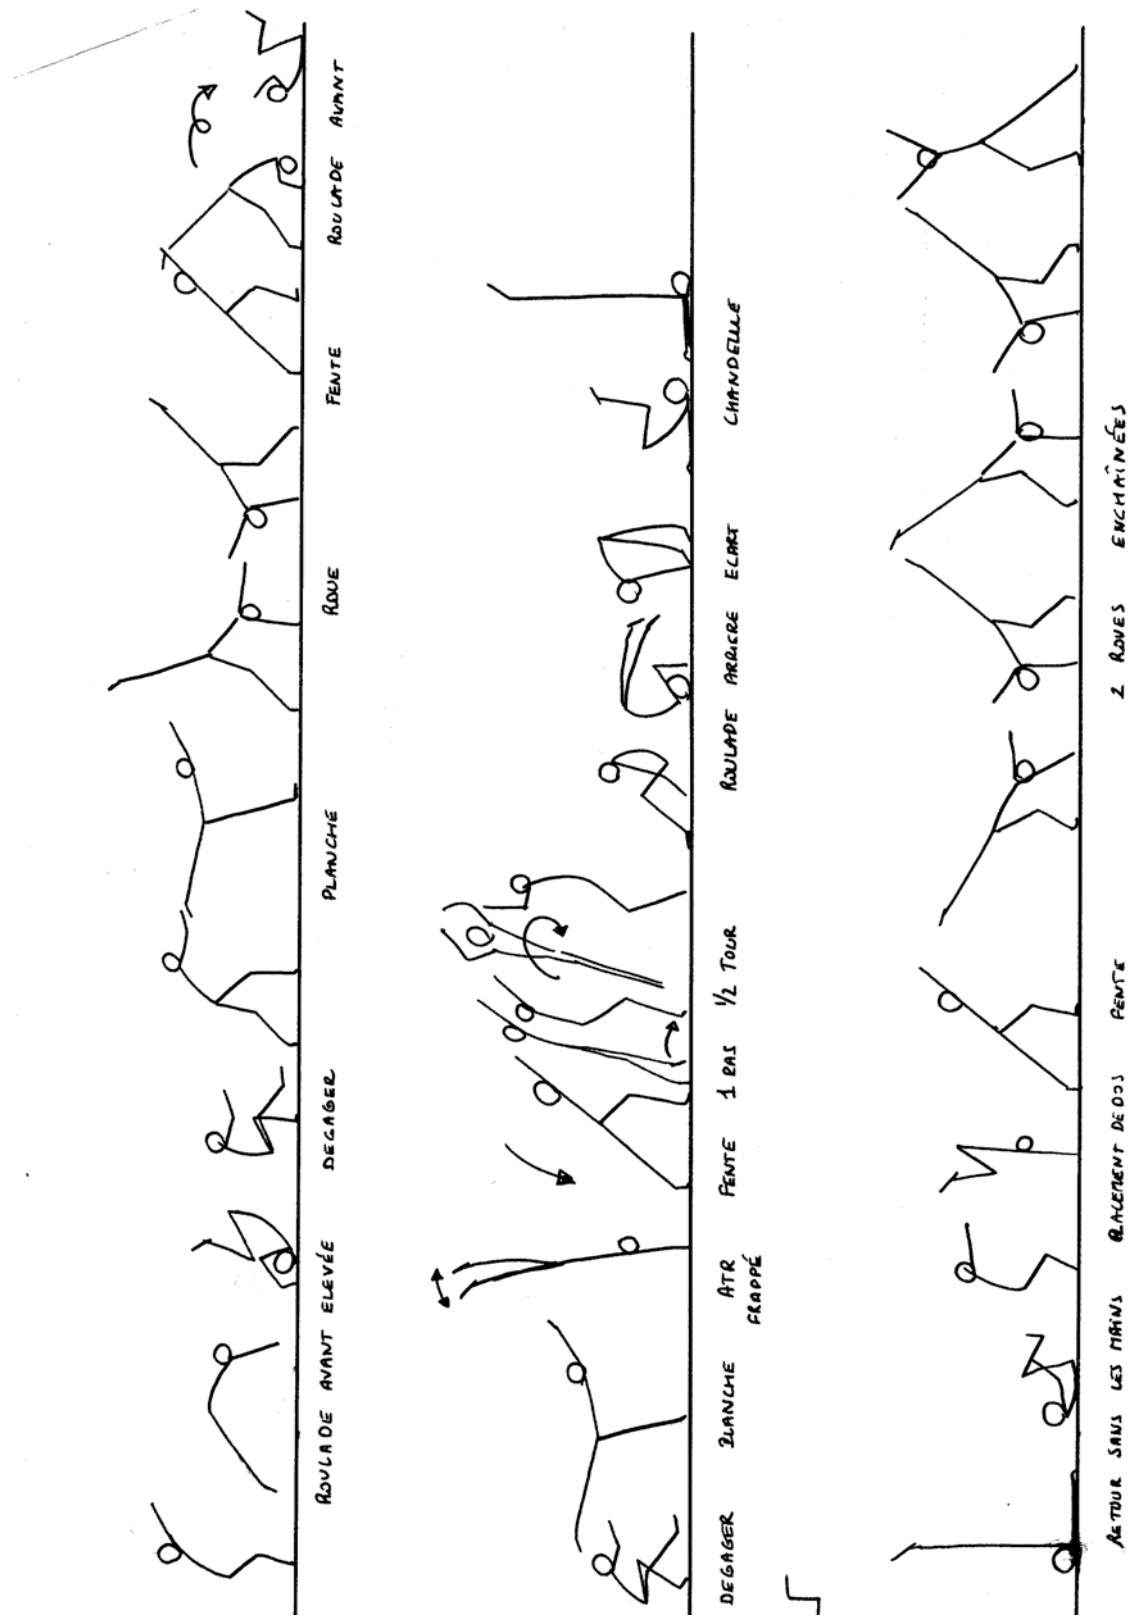 ROULADE AVANT ELEVÉE DEGAGER PLANCHE ROUE FENTE ROULADE AVANT
DEGAGER PLANCHE ATR FENTE 1 PAS 1/2 TOUR ROULADE ARRIERE ECART CHANDELLE
FRAPPÉ
RETOUR SANS LES MAINS PLACEMENT DE DOS FENTE 2 ROUES ENCHAÎNÉES